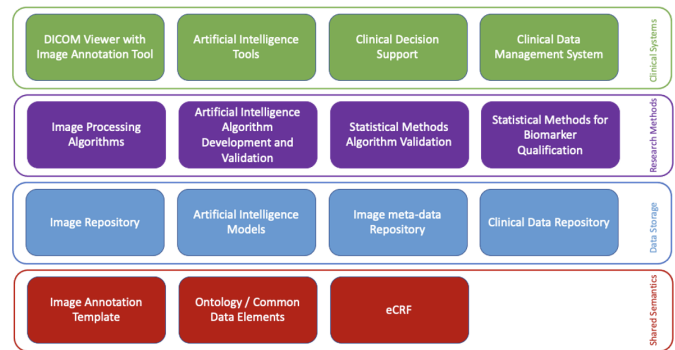 DICOM Viewer with
Image Annotation Tool
Artificial Intelligence
Tools
Clinical Decision
Support
Clinical Data
Management System
Clinical Systems
Image Processing
Algorithms
Artificial Intelligence
Algorithm
Development and
Validation
Statistical Methods
Algorithm Validation
Statistical Methods for
Biomarker
Qualification
Research Methods
Image Repository
Artificial Intelligence
Models
Image meta-data
Repository
Clinical Data Repository
Data Storage
Image Annotation
Template
Ontology / Common
Data Elements
eCRF
Shared Semantics